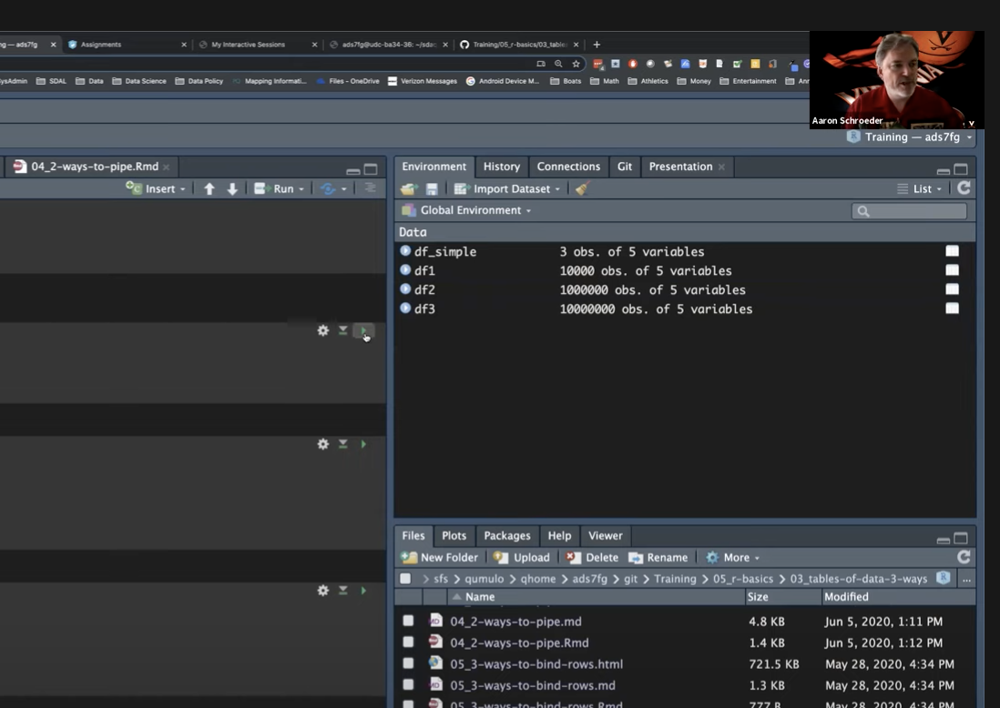 ng — ads7fg
Assignments
My Interactive Sessions
ads7fg@udc-ba34-36: ~/sda
Training/05_r-basics/03_table
SysAdmin SDAL Data Data Science Data Policy Mapping Informati... Files - OneDrive Verizon Messages Android Device M... Boats Math Athletics Money Entertainment
Aaron Schroeder
Training — ads7fg
04_2-ways-to-pipe.Rmd
Insert Run
Environment History Connections Git Presentation
Import Dataset List
Global Environment
Data
df_simple 3 obs. of 5 variables
df1 10000 obs. of 5 variables
df2 1000000 obs. of 5 variables
df3 10000000 obs. of 5 variables
Files Plots Packages Help Viewer
New Folder Upload Delete Rename More
> sfs > qumulo > qhome > ads7fg > git > Training > 05_r-basics > 03_tables-of-data-3-ways ...
Name Size Modified
04_2-ways-to-pipe.md 4.8 KB Jun 5, 2020, 1:11 PM
04_2-ways-to-pipe.Rmd 1.4 KB Jun 5, 2020, 1:12 PM
05_3-ways-to-bind-rows.html 721.5 KB May 28, 2020, 4:34 PM
05_3-ways-to-bind-rows.md 1.3 KB May 28, 2020, 4:34 PM
05_3-ways-to-bind-rows.Rmd 777 B May 28, 2020, 4:34 PM